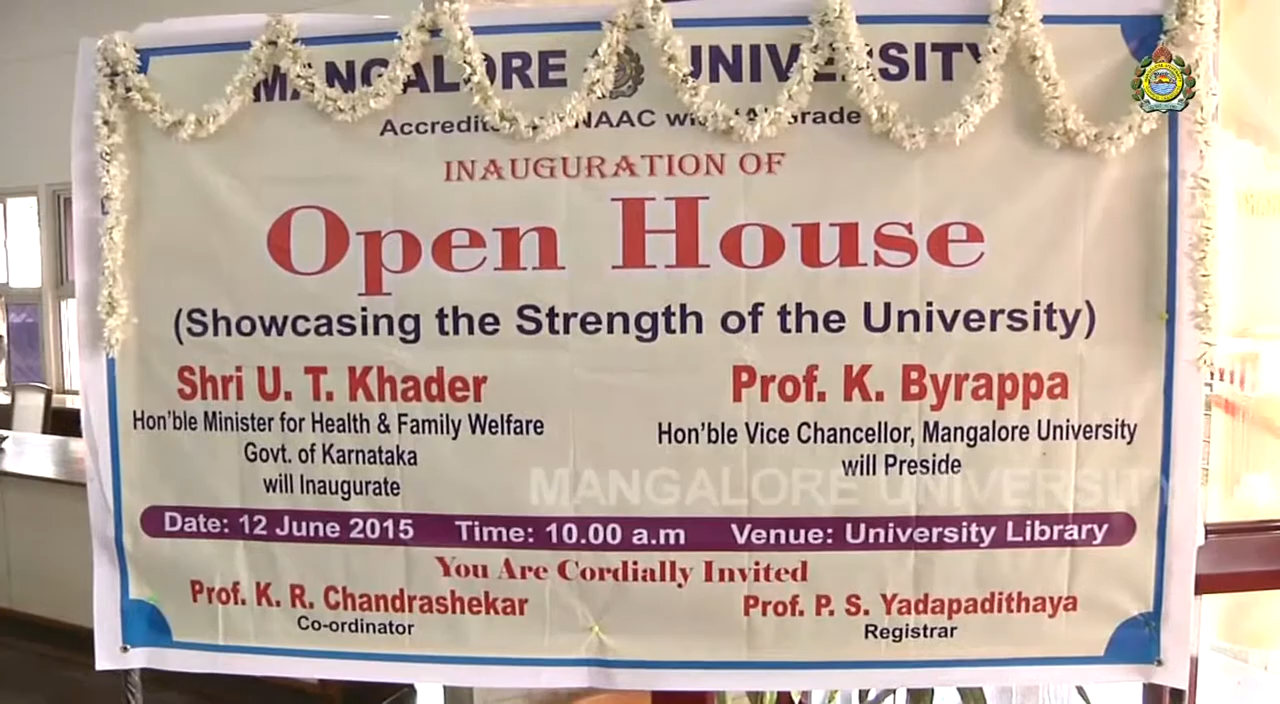 MANGALORE UNIVERSITY
Accredited NAAC with 'A' Grade
INAUGURATION OF
Open House
(Showcasing the Strength of the University)
Shri U. T. Khader
Hon'ble Minister for Health & Family Welfare
Govt. of Karnataka
will Inaugurate
Prof. K. Byrappa
Hon'ble Vice Chancellor, Mangalore University
will Preside
MANGALORE UNIVERSITY
Date: 12 June 2015 Time: 10.00 a.m Venue: University Library
You Are Cordially Invited
Prof. K. R. Chandrashekar
Co-ordinator
Prof. P. S. Yadapadithaya
Registrar